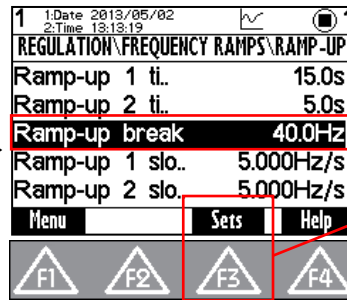 1 1:Date 2013/05/02
2:Time 13:13:19
REGULATION\FREQUENCY RAMPS\RAMP-UP
Ramp-up 1 ti.. 15.0s
Ramp-up 2 ti.. 5.0s
Ramp-up break 40.0Hz
Ramp-up 1 slo.. 5.000Hz/s
Ramp-up 2 slo.. 5.000Hz/s
Menu Sets Help
F1 F2 F3 F4